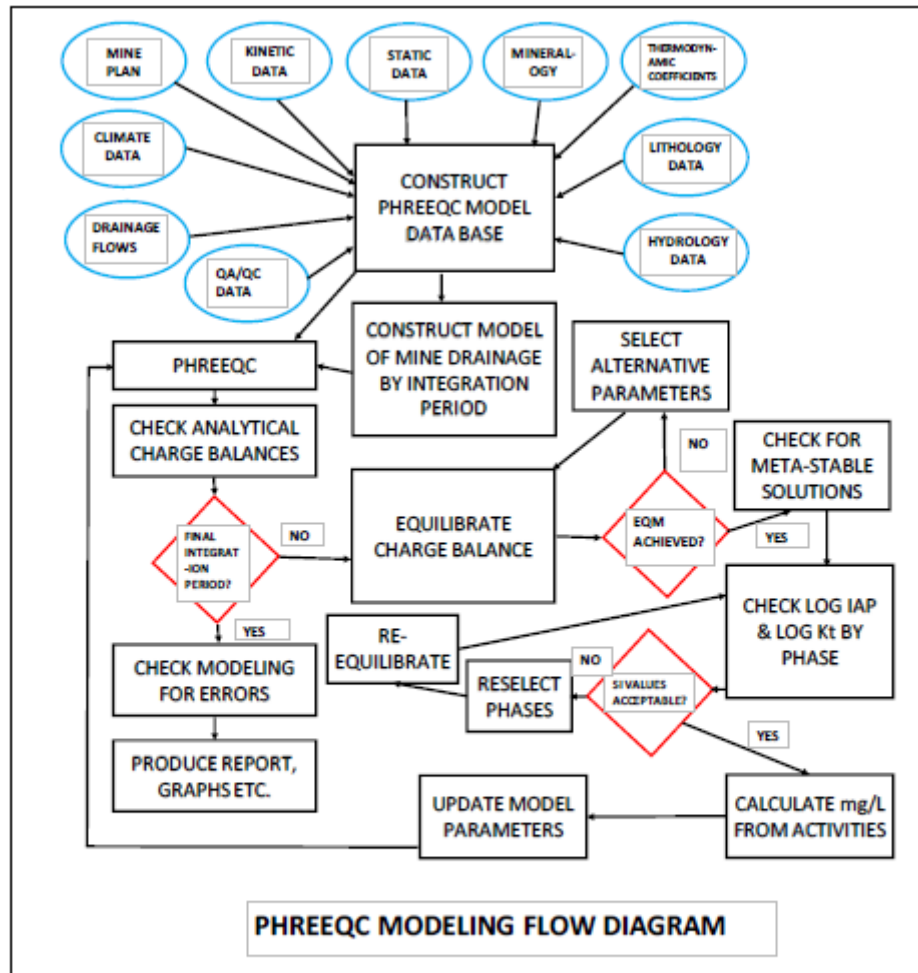 MINE
PLAN
KINETIC
DATA
STATIC
DATA
MINERAL-
OGY
THERMODYN-
AMIC
COEFFICIENTS
CLIMATE
DATA
LITHOLOGY
DATA
DRAINAGE
FLOWS
QA/QC
DATA
HYDROLOGY
DATA
CONSTRUCT
PHREEQC MODEL
DATA BASE
CONSTRUCT MODEL
OF MINE DRAINAGE
BY INTEGRATION
PERIOD
PHREEQC
CHECK ANALYTICAL
CHARGE BALANCES
FINAL
INTEGRAT
-ION
PERIOD?
NO
YES
CHECK MODELING
FOR ERRORS
PRODUCE REPORT,
GRAPHS ETC.
EQUILIBRATE
CHARGE BALANCE
SELECT
ALTERNATIVE
PARAMETERS
NO
EQM
ACHIEVED?
YES
CHECK FOR
META-STABLE
SOLUTIONS
CHECK LOG IAP
& LOG Kt BY
PHASE
SI VALUES
ACCEPTABLE?
NO
RESELECT
PHASES
RE-
EQUILIBRATE
YES
CALCULATE mg/L
FROM ACTIVITIES
UPDATE MODEL
PARAMETERS
PHREEQC MODELING FLOW DIAGRAM